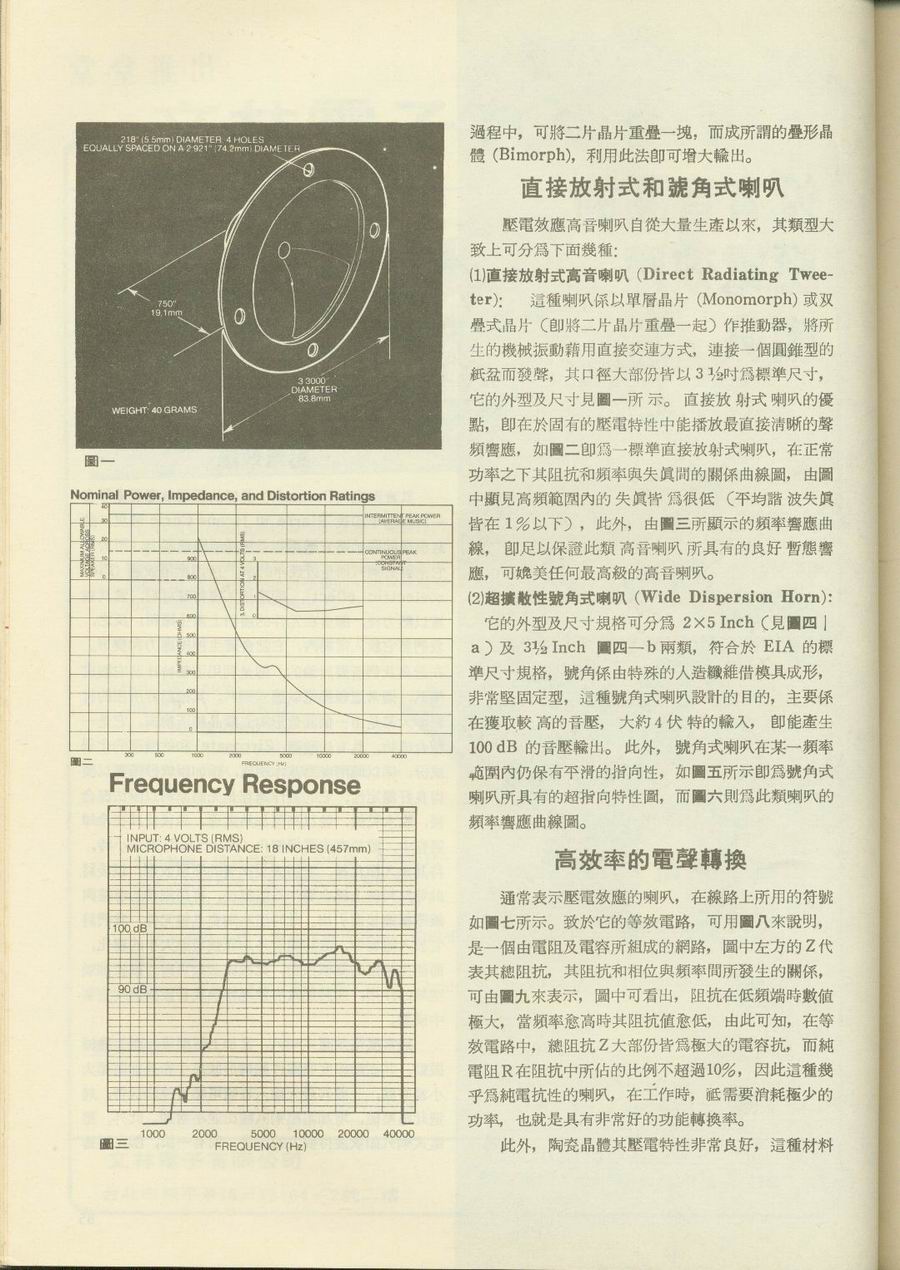 .218" (5.5mm) DIAMETER: 4 HOLES
EQUALLY SPACED ON A 2.921" (74.2mm) DIAMETER
.750"
19.1mm
3.3000"
DIAMETER
83.8mm
WEIGHT: 40 GRAMS
圖一
Nominal Power, Impedance, and Distortion Ratings
MAXIMUM ALLOWABLE
VOLTAGE ACROSS
SPEAKER (RMS)
40
30
20
10
0
INTERMITTENT PEAK POWER
(AVERAGE MUSIC)
CONTINUOUS PEAK
POWER
(CONSTANT
SIGNAL)
IMPEDANCE (OHMS)
900
800
700
600
500
400
300
200
100
0
% DISTORTION AT 4 VOLTS (RMS)
3
2
1
0
300 500 1000 2000 5000 10000 20000 40000
FREQUENCY (Hz)
圖二
Frequency Response
INPUT: 4 VOLTS (RMS)
MICROPHONE DISTANCE: 18 INCHES (457mm)
100 dB
90 dB
1000 2000 5000 10000 20000 40000
FREQUENCY (Hz)
圖三
過程中，可將二片晶片重疊一塊，而成所謂的疊形晶
體（Bimorph），利用此法卽可增大輸出。
直接放射式和號角式喇叭
壓電效應高音喇叭自從大量生產以來，其類型大
致上可分爲下面幾種：
(1)直接放射式高音喇叭（Direct Radiating Twee-
ter）： 這種喇叭係以單層晶片（Monomorph）或双
疊式晶片（卽將二片晶片重疊一起）作推動器，將所
生的機械振動藉用直接交連方式，連接一個圓錐型的
紙盆而發聲，其口徑大部份皆以 3 ½吋爲標準尺寸，
它的外型及尺寸見圖一所示。直接放射式喇叭的優
點，卽在於固有的壓電特性中能播放最直接清晰的聲
頻響應，如圖二卽爲一標準直接放射式喇叭，在正常
功率之下其阻抗和頻率與失眞間的關係曲線圖，由圖
中顯見高頻範圍內的失眞皆爲很低（平均諧波失眞
皆在 1％以下），此外，由圖三所顯示的頻率響應曲
線，卽足以保證此類高音喇叭所具有的良好暫態響
應，可媲美任何最高級的高音喇叭。
(2)超擴散性號角式喇叭（Wide Dispersion Horn）：
它的外型及尺寸規格可分爲 2×5 Inch（見圖四｜
a）及 3½ Inch 圖四—b 兩類，符合於 EIA 的標
準尺寸規格，號角係由特殊的人造纖維借模具成形，
非常堅固定型，這種號角式喇叭設計的目的，主要係
在獲取較高的音壓，大約 4 伏特的輸入，卽能產生
100 dB 的音壓輸出。此外，號角式喇叭在某一頻率
範圍內仍保有平滑的指向性，如圖五所示卽爲號角式
喇叭所具有的超指向特性圖，而圖六則爲此類喇叭的
頻率響應曲線圖。
高效率的電聲轉換
通常表示壓電效應的喇叭，在線路上所用的符號
如圖七所示。致於它的等效電路，可用圖八來說明，
是一個由電阻及電容所組成的網路，圖中左方的 Z 代
表其總阻抗，其阻抗和相位與頻率間所發生的關係，
可由圖九來表示，圖中可看出，阻抗在低頻端時數值
極大，當頻率愈高時其阻抗值愈低，由此可知，在等
效電路中，總阻抗 Z 大部份皆爲極大的電容抗，而純
電阻 R 在阻抗中所佔的比例不超過10％，因此這種幾
乎爲純電抗性的喇叭，在工作時，祗需要消耗極少的
功率，也就是具有非常好的功能轉換率。
此外，陶瓷晶體其壓電特性非常良好，這種材料